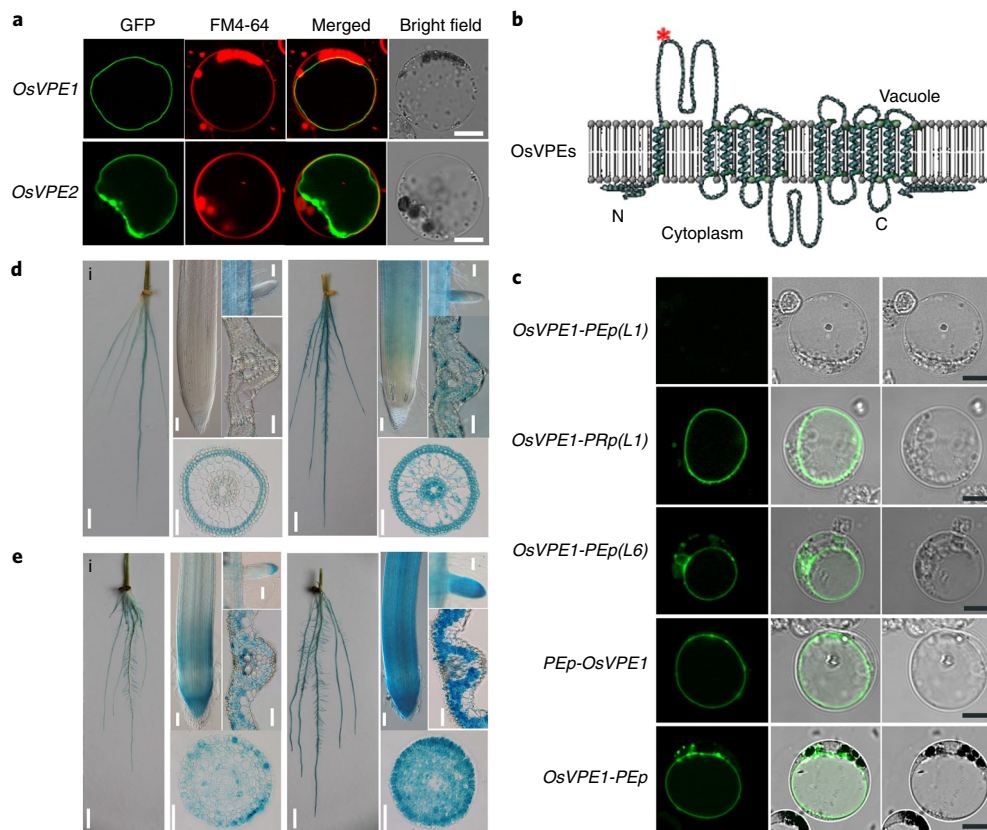 a
GFP FM4-64 Merged Bright field
OsVPE1
OsVPE2
b
*
Vacuole
OsVPEs
N
C
Cytoplasm
c
OsVPE1-PEp(L1)
OsVPE1-PRp(L1)
OsVPE1-PEp(L6)
PEp-OsVPE1
OsVPE1-PEp
d
i
e
i